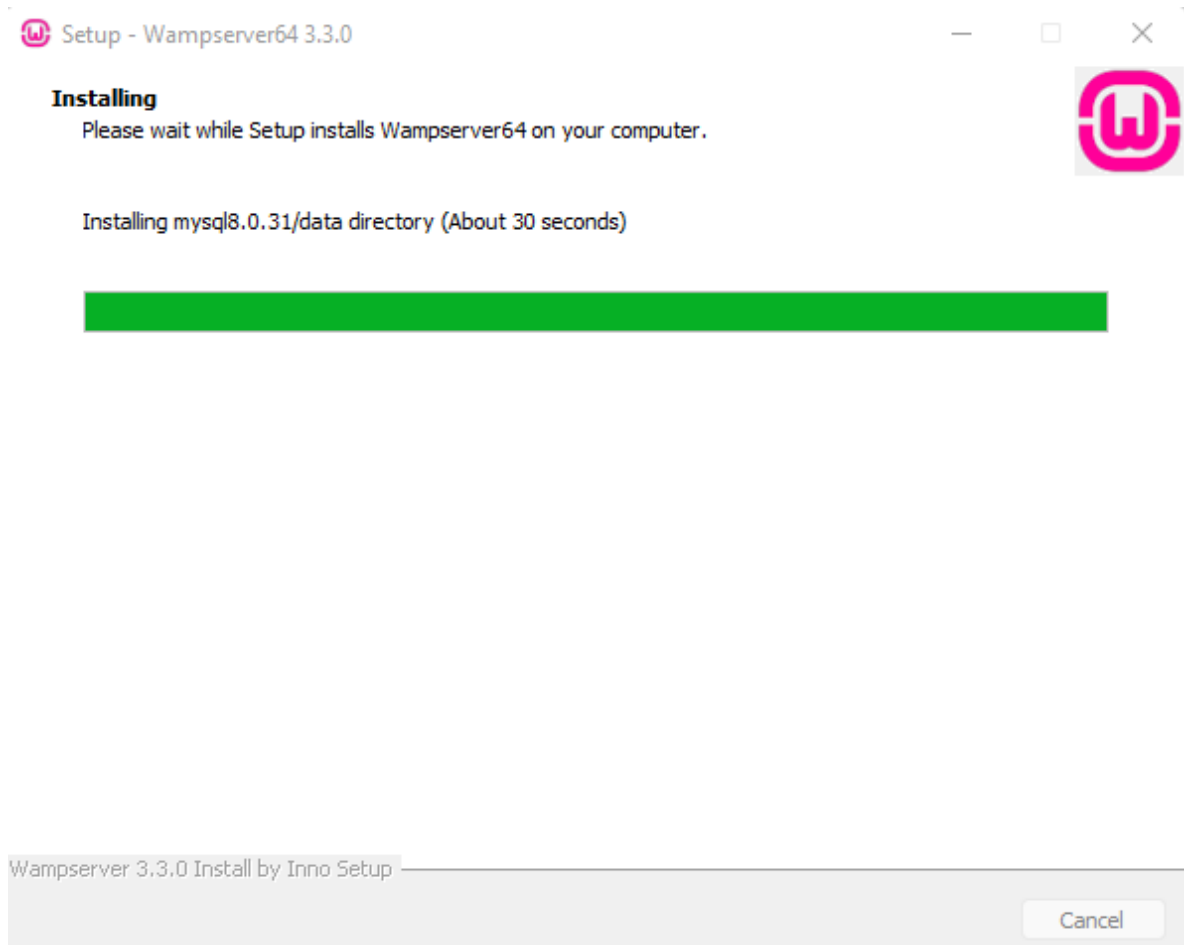 Setup - Wampserver64 3.3.0
Installing
Please wait while Setup installs Wampserver64 on your computer.
Installing mysql8.0.31/data directory (About 30 seconds)
Wampserver 3.3.0 Install by Inno Setup
Cancel